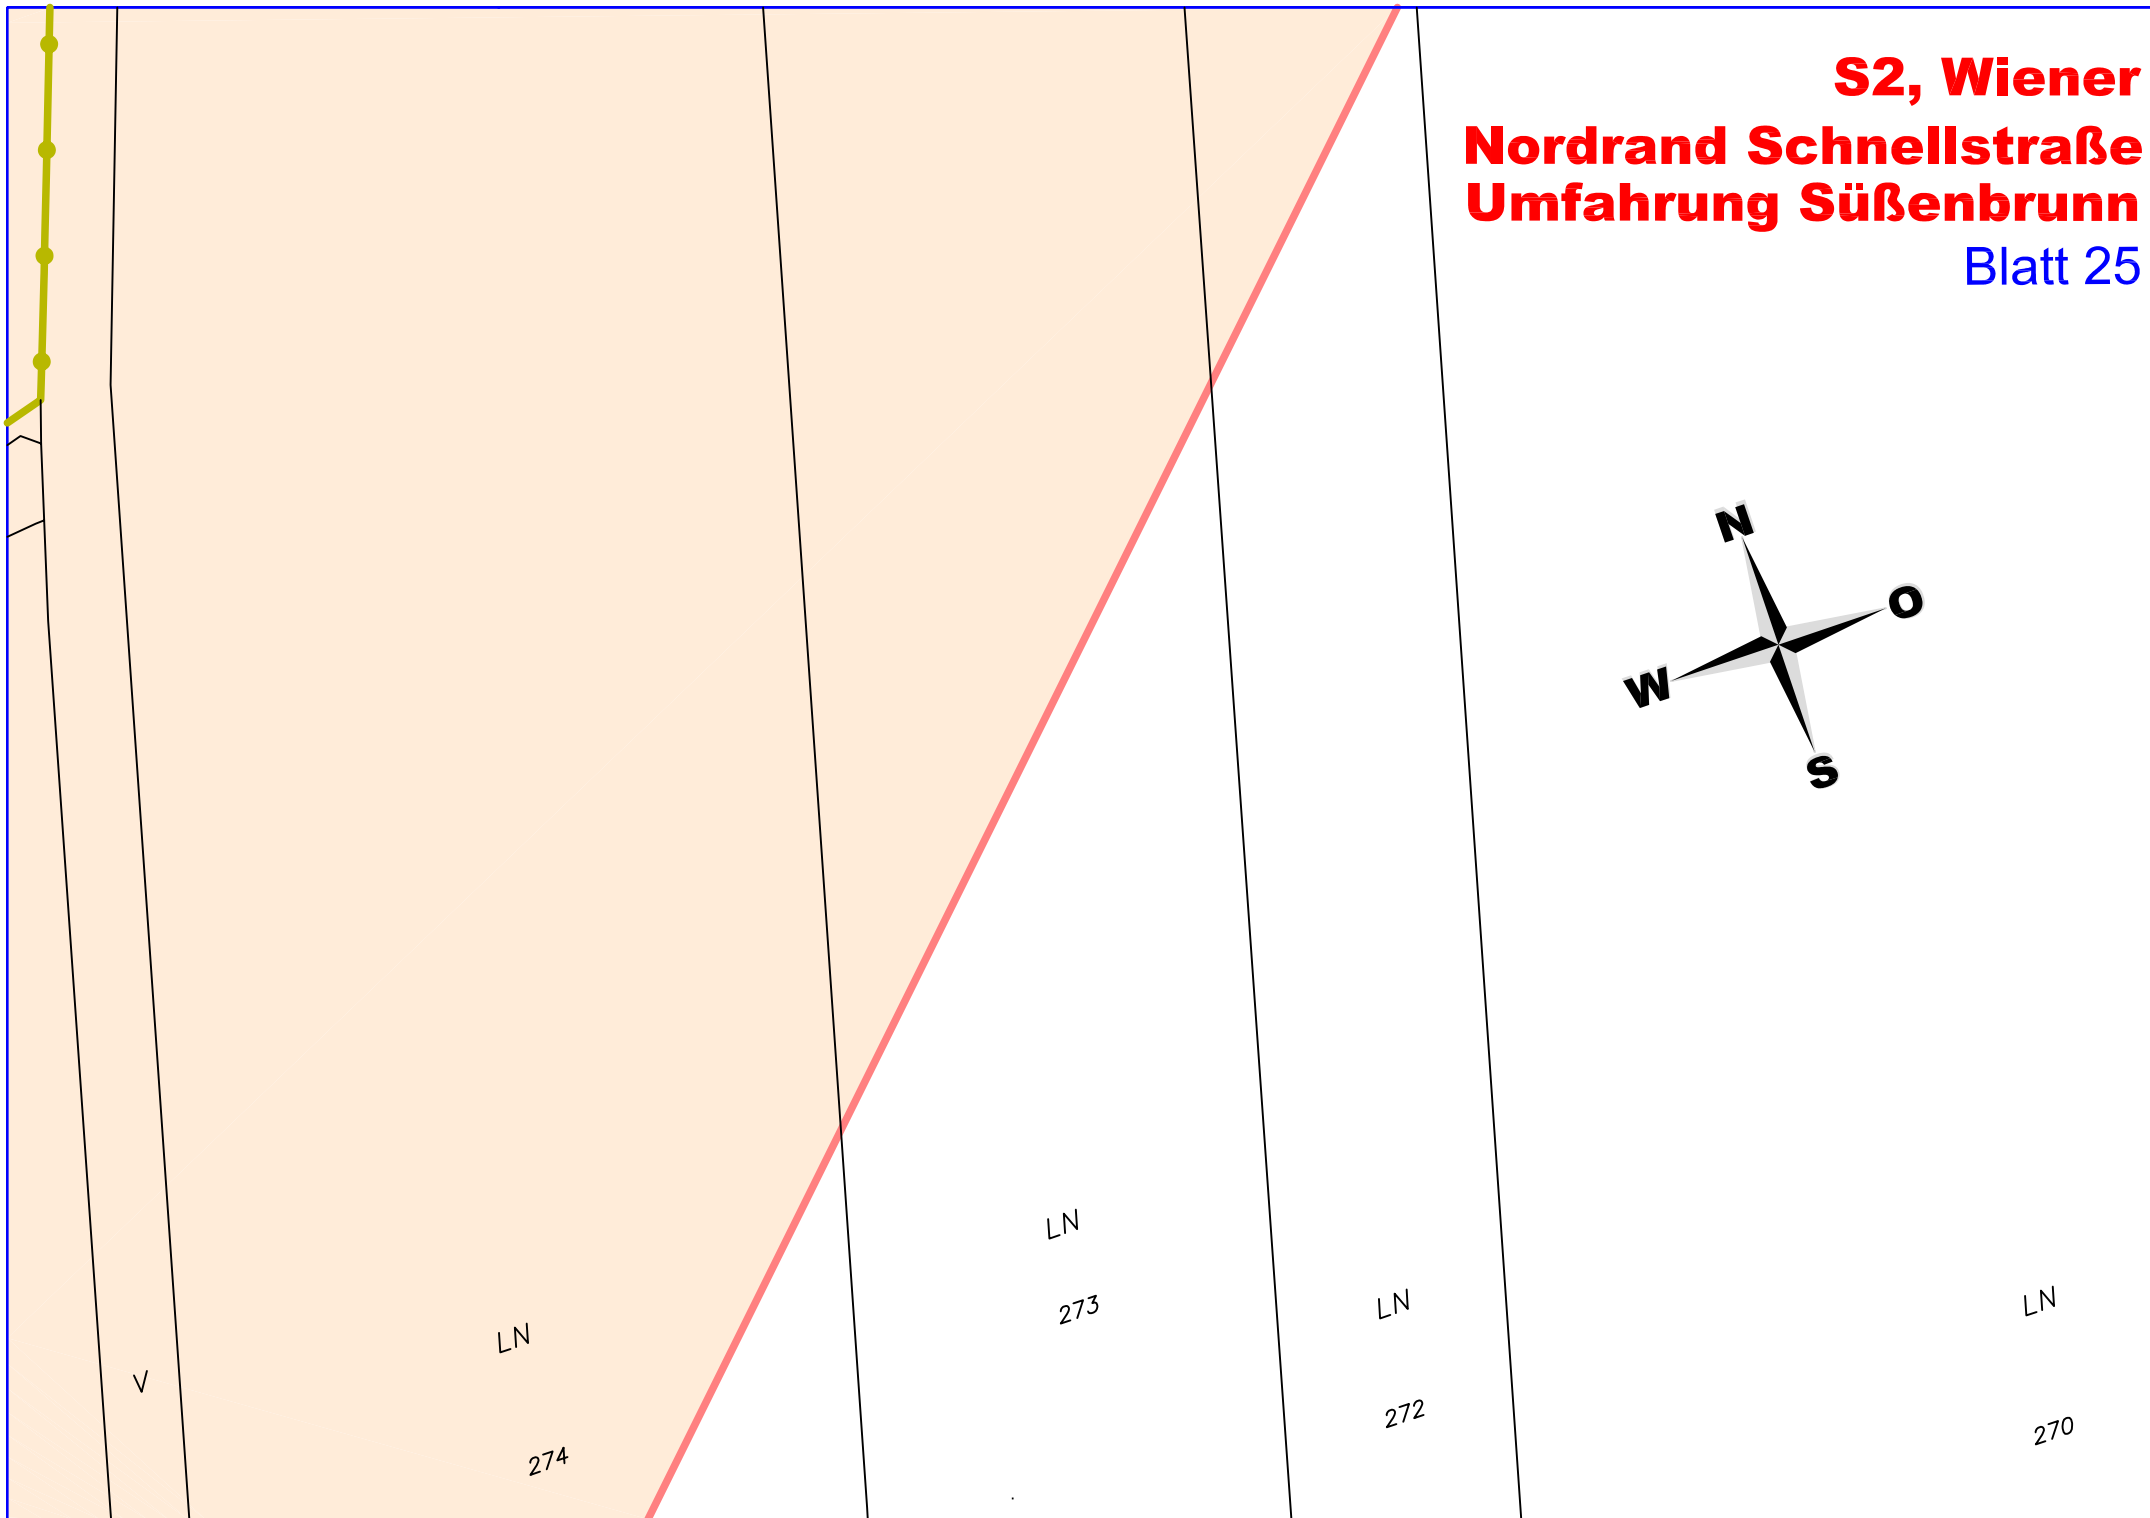 S2, Wiener
Nordrand Schnellstraße
Umfahrung Süßenbrunn
Blatt 25
N
O
W
S
LN
273
LN
272
LN
270
LN
274
V